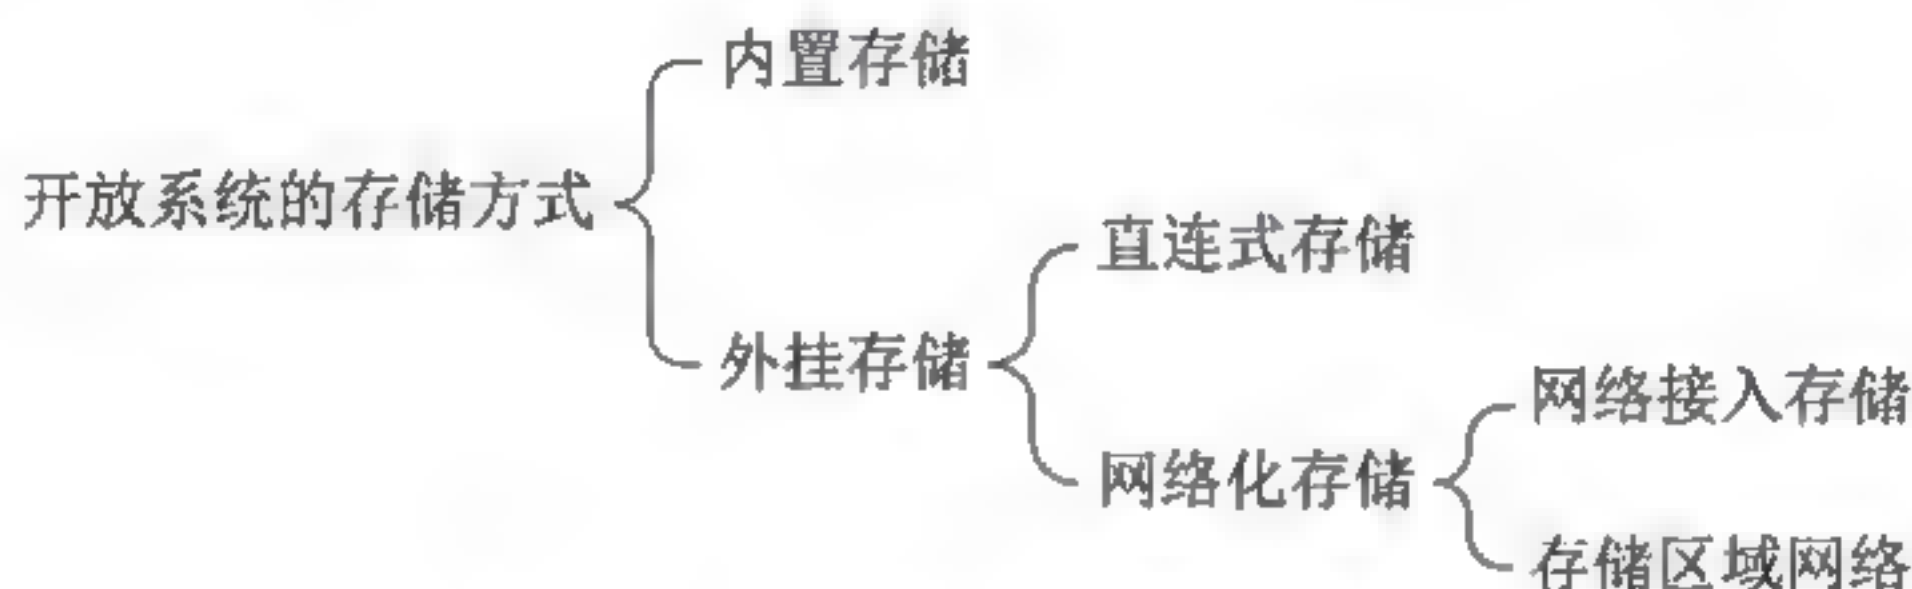 内置存储
开放系统的存储方式
直连式存储
外挂存储
网络接入存储
网络化存储
存储区域网络